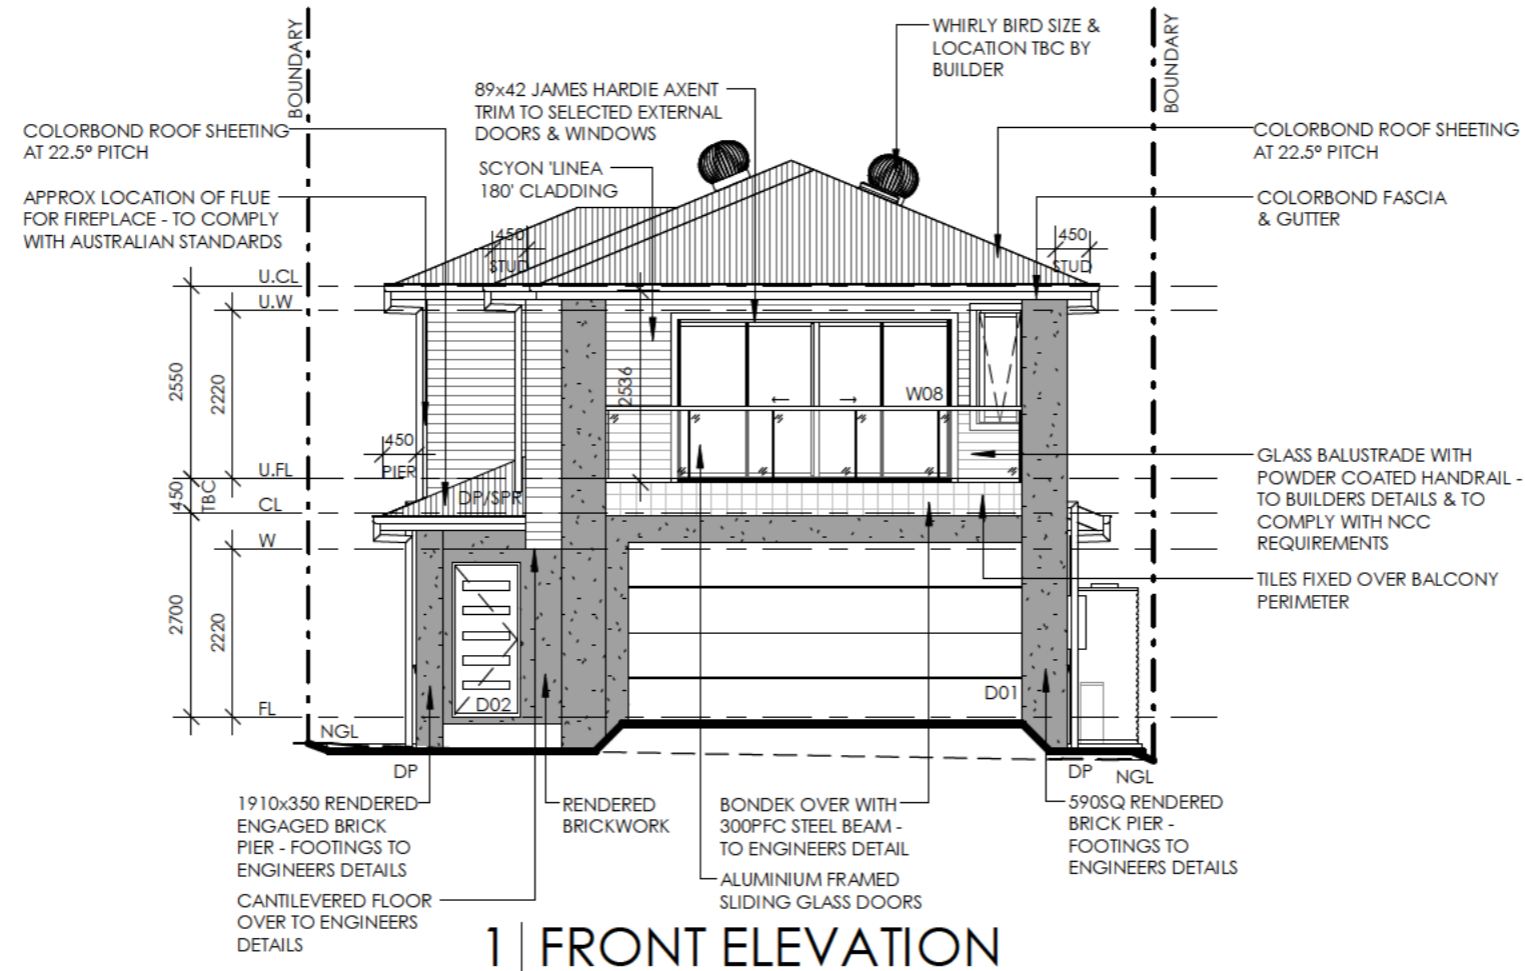 BOUNDARY
WHIRLY BIRD SIZE &
LOCATION TBC BY
BUILDER
BOUNDARY
89x42 JAMES HARDIE AXENT
TRIM TO SELECTED EXTERNAL
DOORS & WINDOWS
COLORBOND ROOF SHEETING
AT 22.5º PITCH
COLORBOND ROOF SHEETING
AT 22.5º PITCH
SCYON 'LINEA
180' CLADDING
APPROX LOCATION OF FLUE
FOR FIREPLACE - TO COMPLY
WITH AUSTRALIAN STANDARDS
COLORBOND FASCIA
& GUTTER
450
STUD
450
STUD
U.CL
U.W
2550
2220
2536
W08
450
PIER
U.FL
450
TBC
DP/SPR
CL
GLASS BALUSTRADE WITH
POWDER COATED HANDRAIL -
TO BUILDERS DETAILS & TO
COMPLY WITH NCC
REQUIREMENTS
W
TILES FIXED OVER BALCONY
PERIMETER
2700
2220
D02
D01
FL
NGL
DP
DP
NGL
1910x350 RENDERED
ENGAGED BRICK
PIER - FOOTINGS TO
ENGINEERS DETAILS
RENDERED
BRICKWORK
BONDEK OVER WITH
300PFC STEEL BEAM -
TO ENGINEERS DETAIL
590SQ RENDERED
BRICK PIER -
FOOTINGS TO
ENGINEERS DETAILS
CANTILEVERED FLOOR
OVER TO ENGINEERS
DETAILS
ALUMINIUM FRAMED
SLIDING GLASS DOORS
1 | FRONT ELEVATION